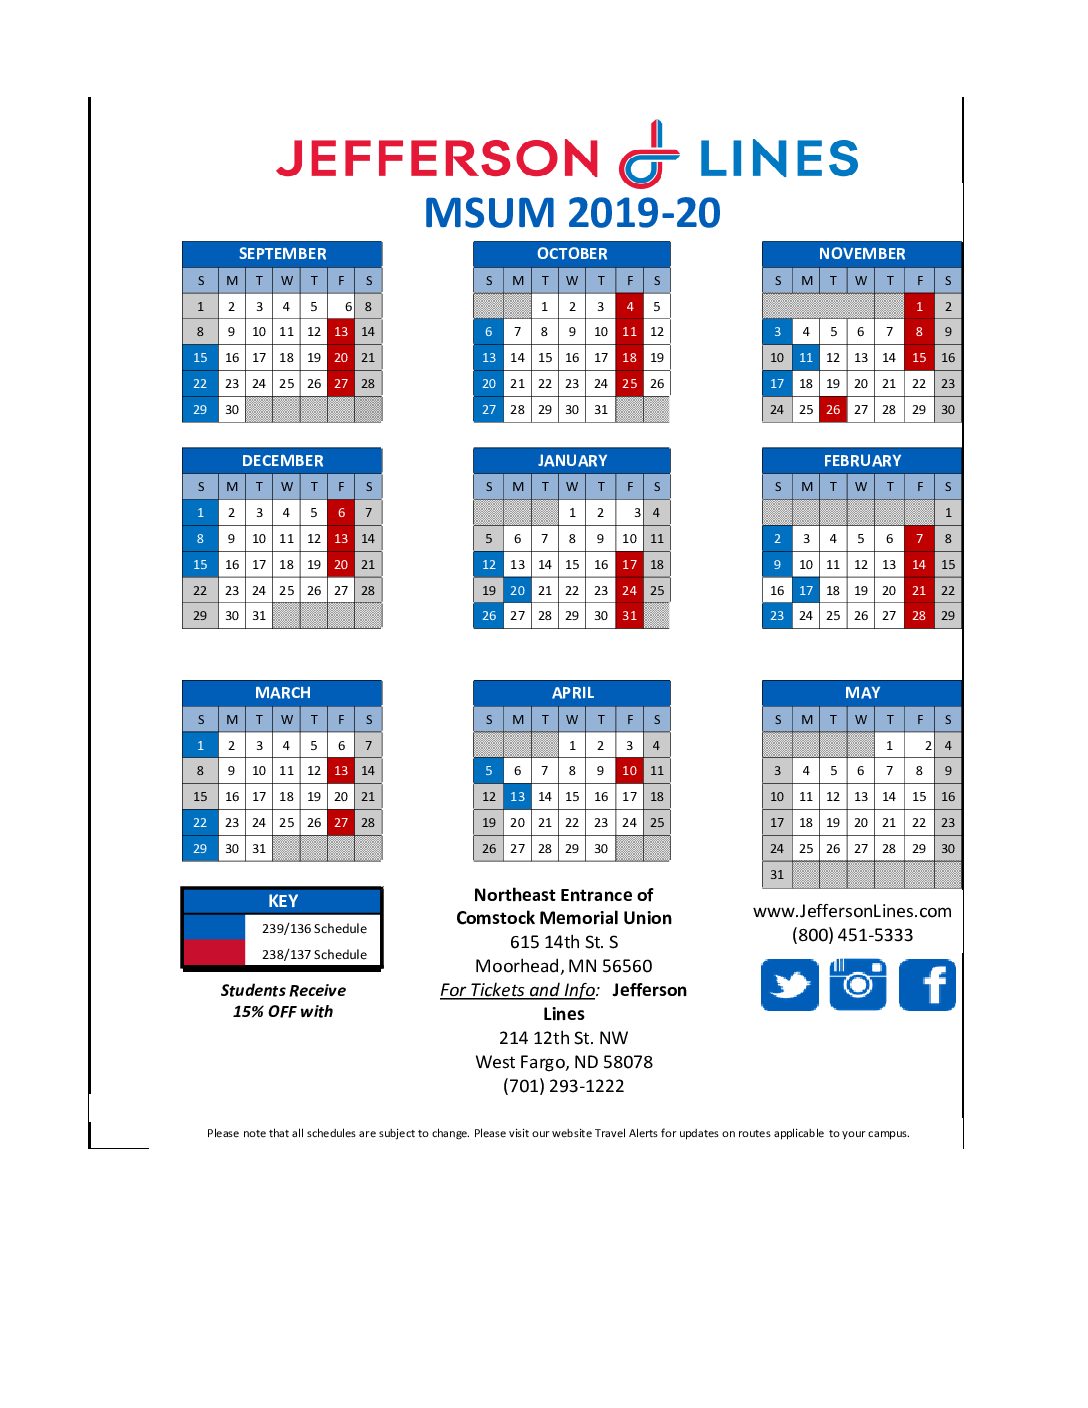 JEFFERSON LINES
MSUM 2019-20
SEPTEMBER
S M T W T F S
1 2 3 4 5 6 8
8 9 10 11 12 13 14
15 16 17 18 19 20 21
22 23 24 25 26 27 28
29 30
OCTOBER
S M T W T F S
1 2 3 4 5
6 7 8 9 10 11 12
13 14 15 16 17 18 19
20 21 22 23 24 25 26
27 28 29 30 31
NOVEMBER
S M T W T F S
1 2
3 4 5 6 7 8 9
10 11 12 13 14 15 16
17 18 19 20 21 22 23
24 25 26 27 28 29 30
DECEMBER
S M T W T F S
1 2 3 4 5 6 7
8 9 10 11 12 13 14
15 16 17 18 19 20 21
22 23 24 25 26 27 28
29 30 31
JANUARY
S M T W T F S
1 2 3 4
5 6 7 8 9 10 11
12 13 14 15 16 17 18
19 20 21 22 23 24 25
26 27 28 29 30 31
FEBRUARY
S M T W T F S
1
2 3 4 5 6 7 8
9 10 11 12 13 14 15
16 17 18 19 20 21 22
23 24 25 26 27 28 29
MARCH
S M T W T F S
1 2 3 4 5 6 7
8 9 10 11 12 13 14
15 16 17 18 19 20 21
22 23 24 25 26 27 28
29 30 31
APRIL
S M T W T F S
1 2 3 4
5 6 7 8 9 10 11
12 13 14 15 16 17 18
19 20 21 22 23 24 25
26 27 28 29 30
MAY
S M T W T F S
1 2 4
3 4 5 6 7 8 9
10 11 12 13 14 15 16
17 18 19 20 21 22 23
24 25 26 27 28 29 30
31
KEY
239/136 Schedule
238/137 Schedule
Students Receive
15% OFF with
Northeast Entrance of
Comstock Memorial Union
615 14th St. S
Moorhead, MN 56560
For Tickets and Info: Jefferson
Lines
214 12th St. NW
West Fargo, ND 58078
(701) 293-1222
www.JeffersonLines.com
(800) 451-5333
Please note that all schedules are subject to change. Please visit our website Travel Alerts for updates on routes applicable to your campus.